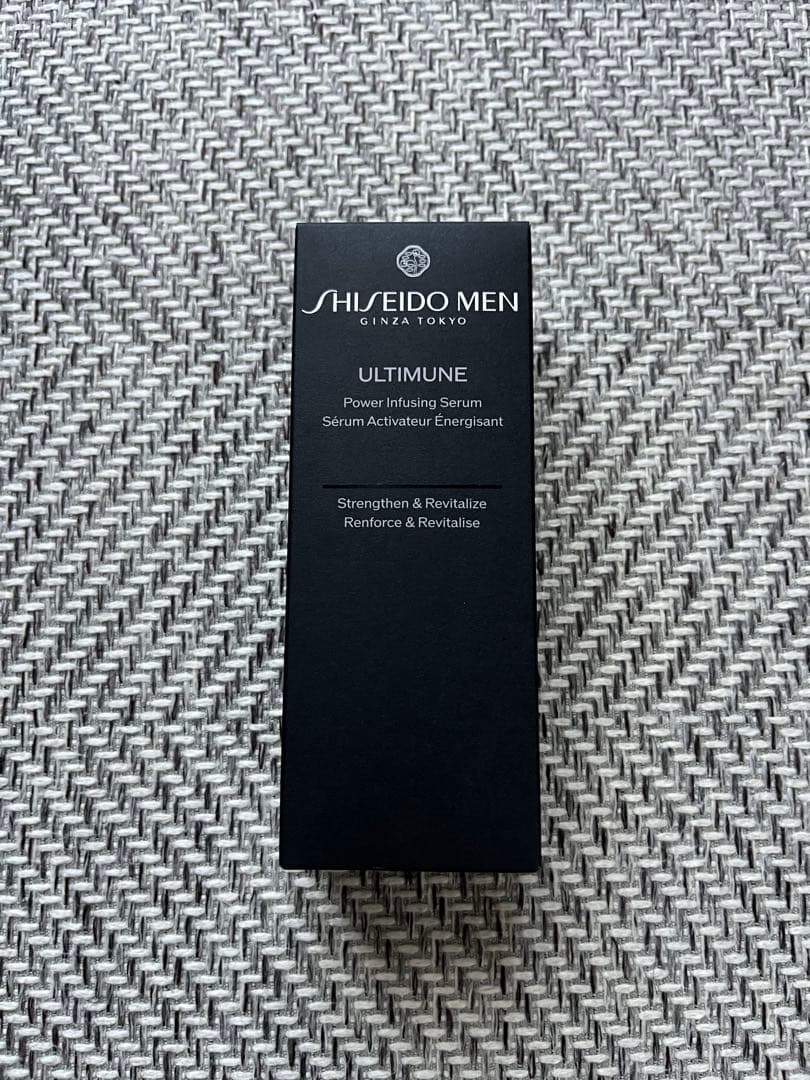 SHISEIDO MEN
GINZA TOKYO
ULTIMUNE
Power Infusing Serum
Sérum Activateur Énergisant
Strengthen & Revitalize
Renforce & Revitalise